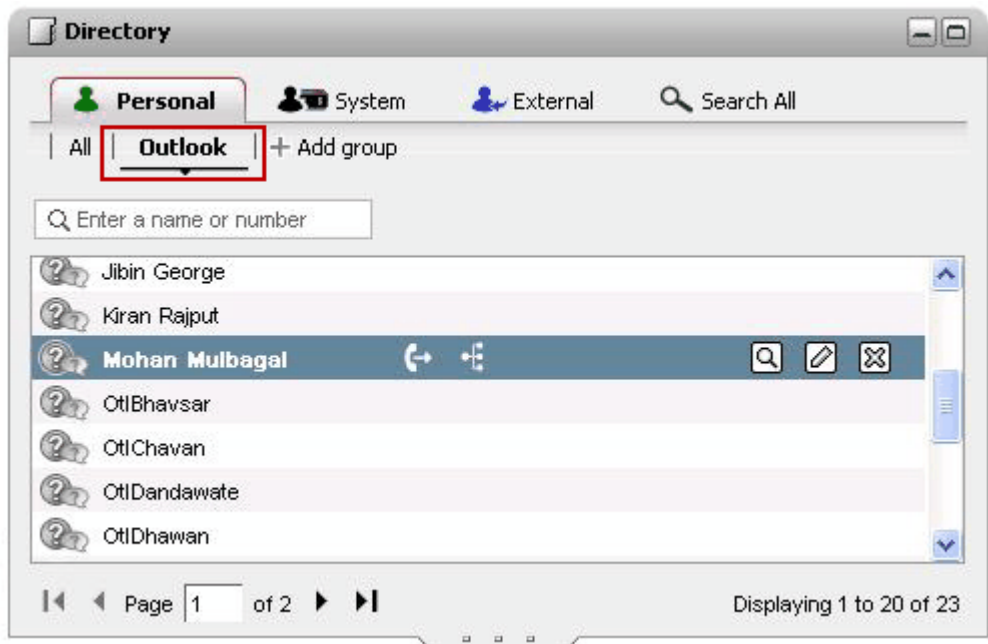 Directory
Personal System External Search All
All Outlook Add group
Enter a name or number
Jibin George
Kiran Rajput
Mohan Mulbagal
OtlBhavsar
OtlChavan
OtlDandawate
OtlDhawan
Page 1 of 2 Displaying 1 to 20 of 23